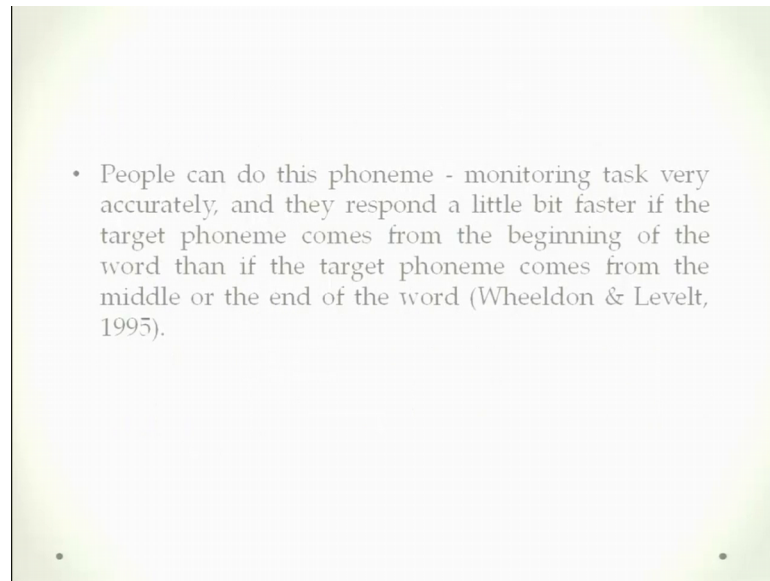 • People can do this phoneme - monitoring task very
accurately, and they respond a little bit faster if the
target phoneme comes from the beginning of the
word than if the target phoneme comes from the
middle or the end of the word (Wheeldon & Levelt,
1995).